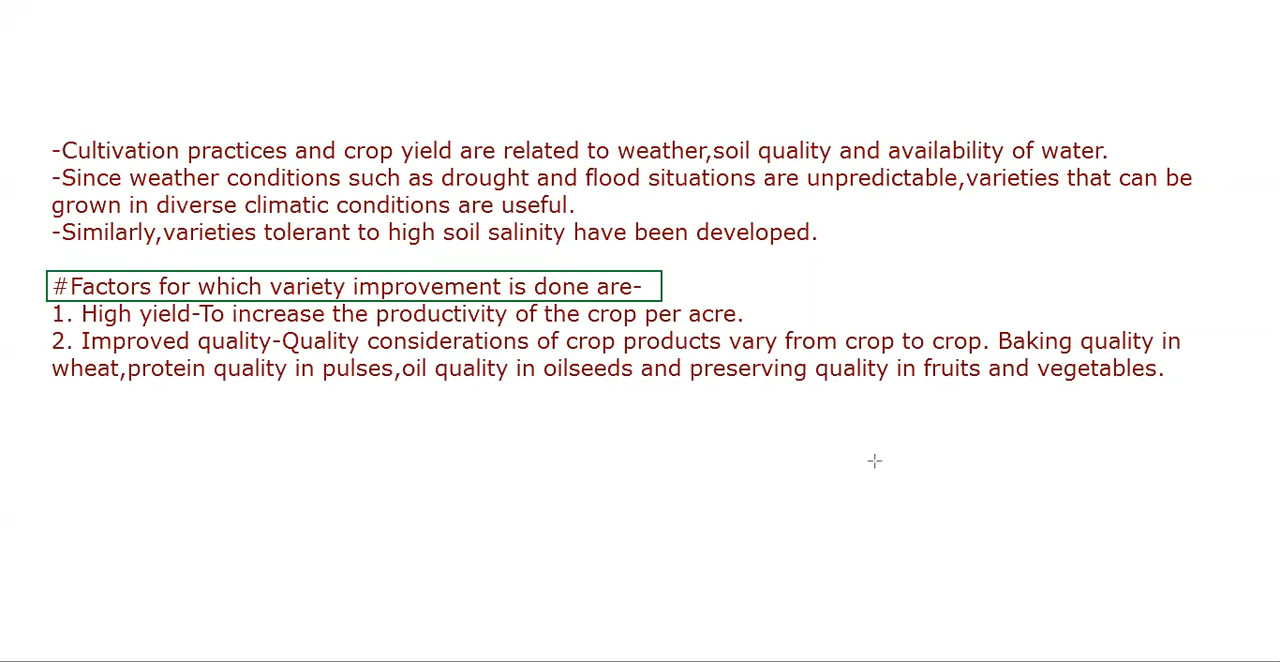 -Cultivation practices and crop yield are related to weather,soil quality and availability of water.
-Since weather conditions such as drought and flood situations are unpredictable,varieties that can be
grown in diverse climatic conditions are useful.
-Similarly,varieties tolerant to high soil salinity have been developed.
#Factors for which variety improvement is done are-
1. High yield-To increase the productivity of the crop per acre.
2. Improved quality-Quality considerations of crop products vary from crop to crop. Baking quality in
wheat,protein quality in pulses,oil quality in oilseeds and preserving quality in fruits and vegetables.